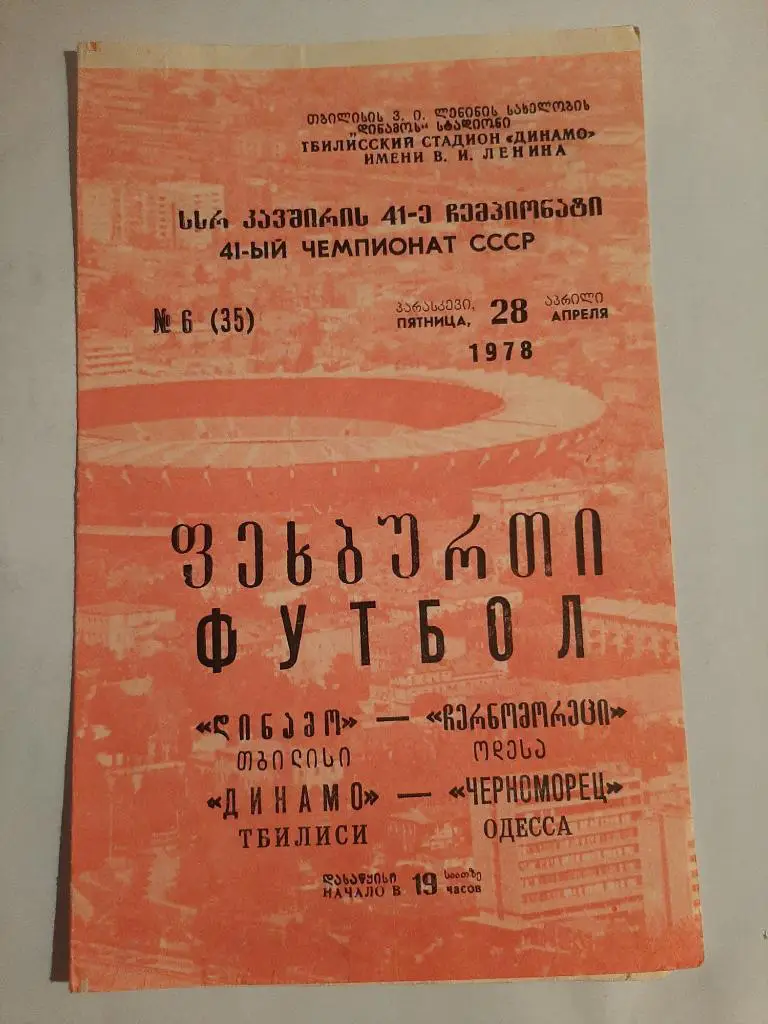 თბილისის ვ. ი. ლენინის სახელობის
„დინამოს“ სტადიონი
ТБИЛИССКИЙ СТАДИОН «ДИНАМО»
ИМЕНИ В. И. ЛЕНИНА
სსრ კავშირის 41-ე ჩემპიონატი
41-ЫЙ ЧЕМПИОНАТ СССР
№ 6 (35)
პარასკევი, 28 აპრილი
ПЯТНИЦА, АПРЕЛЯ
1978
ფეხბურთი
ФУТБОЛ
«დინამო» — «ჩერნომორეცი»
თბილისი ოდესა
«ДИНАМО» — «ЧЕРНОМОРЕЦ»
ТБИЛИСИ ОДЕССА
დასაწყისი 19 საათზე
НАЧАЛО В ЧАСОВ